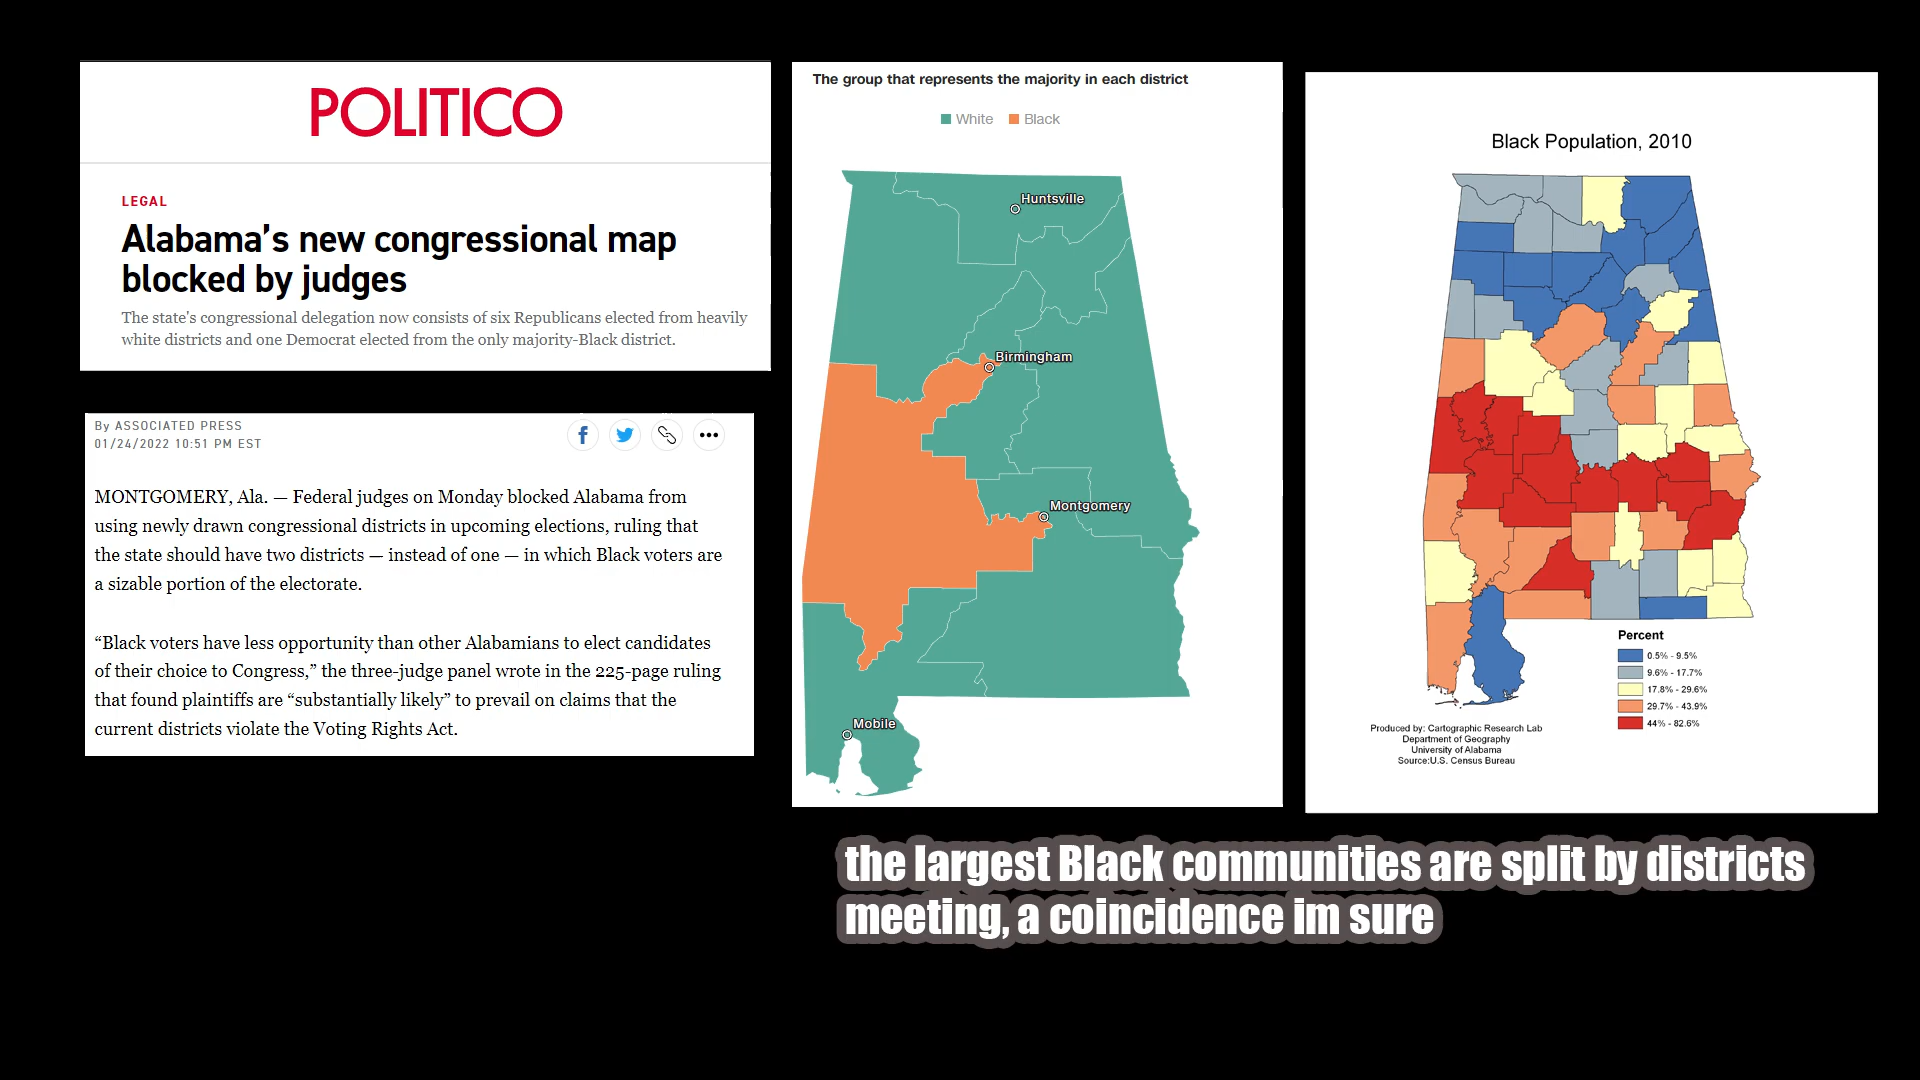 POLITICO
LEGAL
Alabama’s new congressional map
blocked by judges
The state's congressional delegation now consists of six Republicans elected from heavily
white districts and one Democrat elected from the only majority-Black district.
By ASSOCIATED PRESS
01/24/2022 10:51 PM EST
MONTGOMERY, Ala. — Federal judges on Monday blocked Alabama from
using newly drawn congressional districts in upcoming elections, ruling that
the state should have two districts — instead of one — in which Black voters are
a sizable portion of the electorate.
“Black voters have less opportunity than other Alabamians to elect candidates
of their choice to Congress,” the three-judge panel wrote in the 225-page ruling
that found plaintiffs are “substantially likely” to prevail on claims that the
current districts violate the Voting Rights Act.
The group that represents the majority in each district
White Black
Huntsville
Birmingham
Montgomery
Mobile
Black Population, 2010
Percent
0.5% - 9.5%
9.6% - 17.7%
17.8% - 29.6%
29.7% - 43.9%
44% - 82.6%
Produced by: Cartographic Research Lab
Department of Geography
University of Alabama
Source:U.S. Census Bureau
the largest Black communities are split by districts
meeting, a coincidence im sure